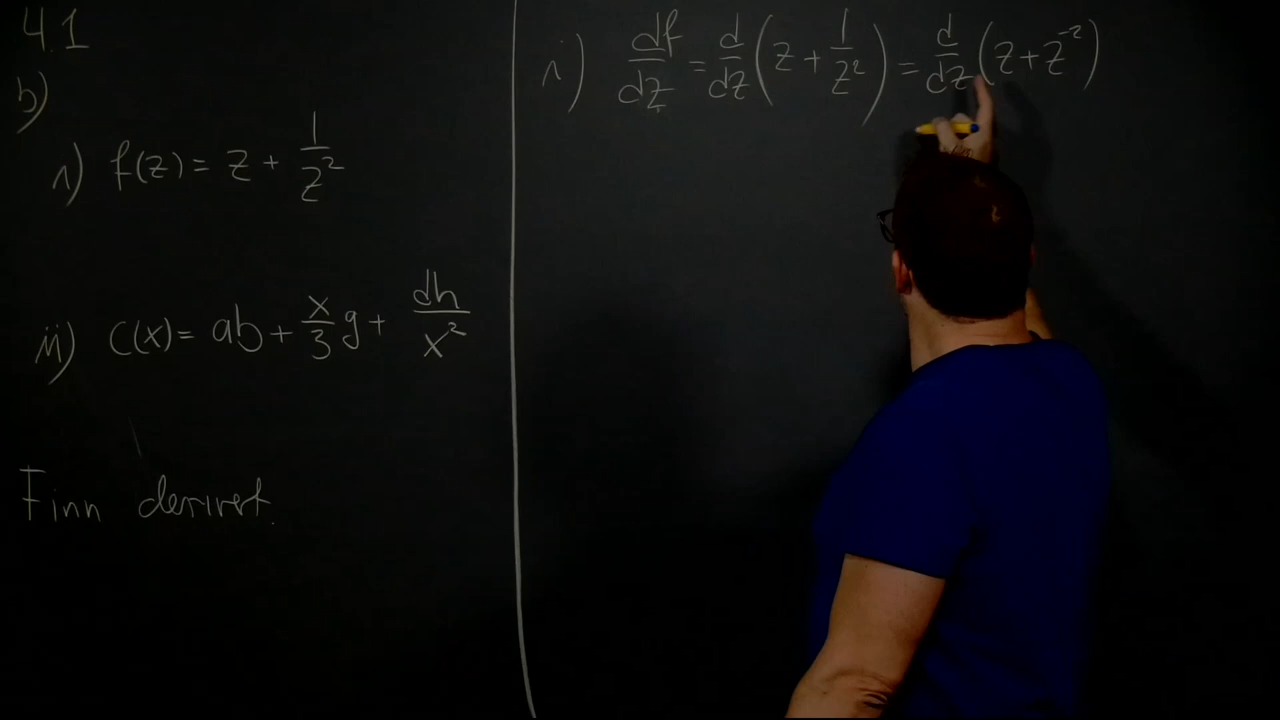 4.1
b)
i) f(z) = z + 1/z²
ii) C(x) = ab + x/3 g + dh/x²
Finn derivert.
i) df/dz = d/dz (z + 1/z²) = d/dz (z + z⁻²)